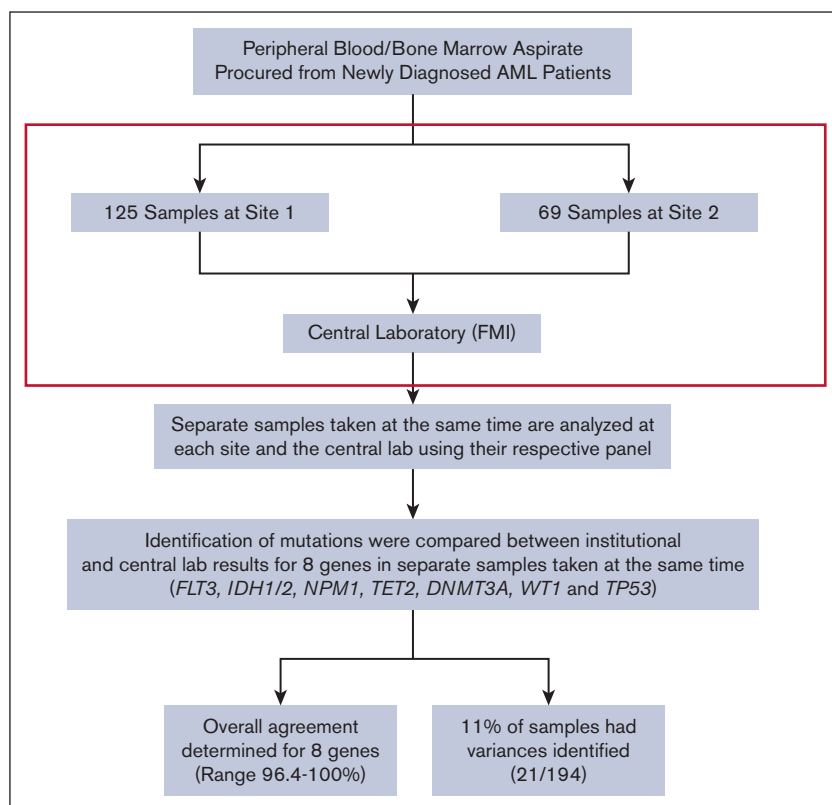 Peripheral Blood/Bone Marrow Aspirate
Procured from Newly Diagnosed AML Patients
125 Samples at Site 1
69 Samples at Site 2
Central Laboratory (FMI)
Separate samples taken at the same time are analyzed at
each site and the central lab using their respective panel
Identification of mutations were compared between institutional
and central lab results for 8 genes in separate samples taken at the same time
(FLT3, IDH1/2, NPM1, TET2, DNMT3A, WT1 and TP53)
Overall agreement
determined for 8 genes
(Range 96.4-100%)
11% of samples had
variances identified
(21/194)